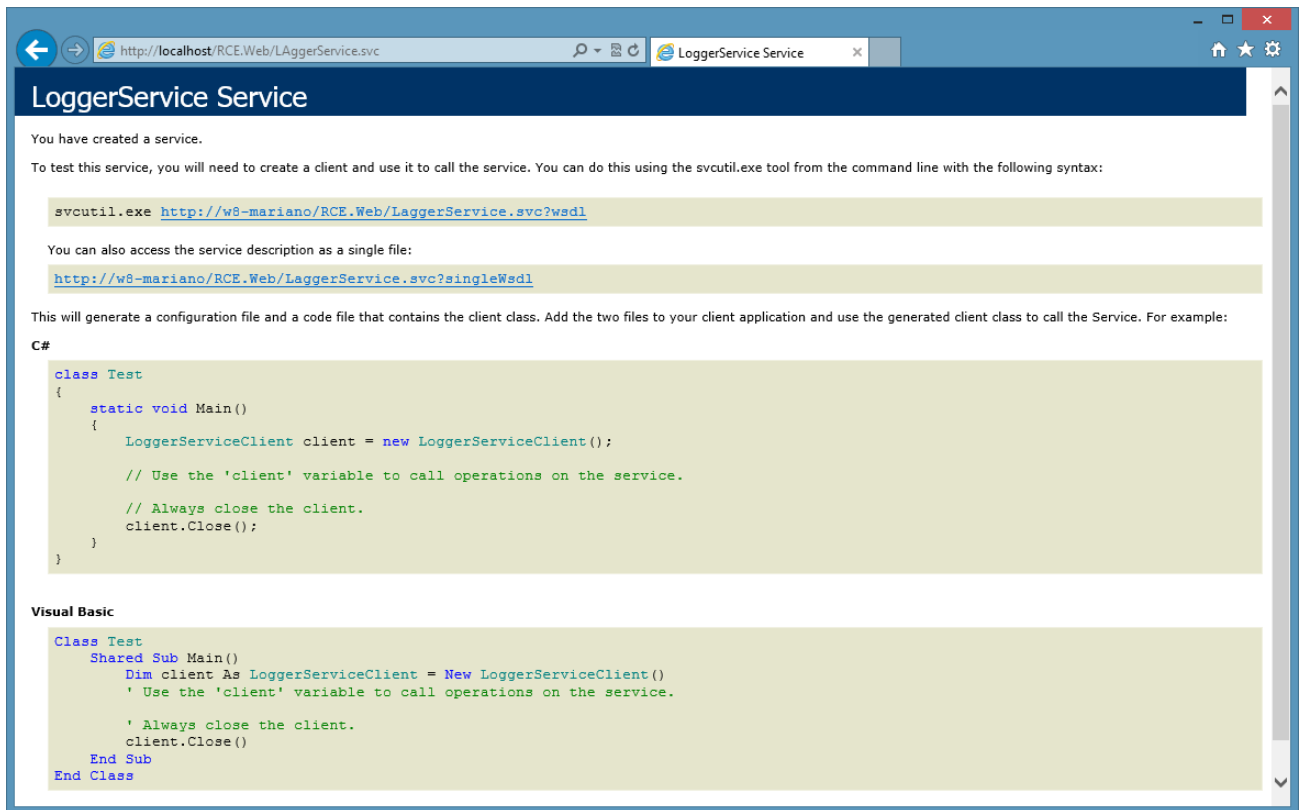 http://localhost/RCE.Web/LAggerService.svc
LoggerService Service
LoggerService Service
You have created a service.
To test this service, you will need to create a client and use it to call the service. You can do this using the svcutil.exe tool from the command line with the following syntax:
svcutil.exe http://w8-mariano/RCE.Web/LaggerService.svc?wsdl
You can also access the service description as a single file:
http://w8-mariano/RCE.Web/LaggerService.svc?singleWsdl
This will generate a configuration file and a code file that contains the client class. Add the two files to your client application and use the generated client class to call the Service. For example:
C#
class Test
{
    static void Main()
    {
        LoggerServiceClient client = new LoggerServiceClient();
        // Use the 'client' variable to call operations on the service.
        // Always close the client.
        client.Close();
    }
}
Visual Basic
Class Test
    Shared Sub Main()
        Dim client As LoggerServiceClient = New LoggerServiceClient()
        ' Use the 'client' variable to call operations on the service.
        ' Always close the client.
        client.Close()
    End Sub
End Class